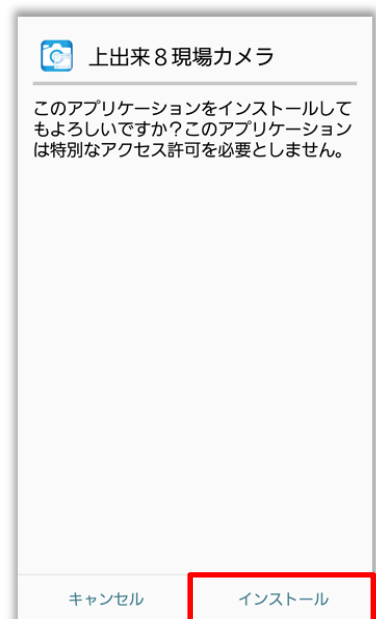 上出来８現場カメラ
このアプリケーションをインストールして
もよろしいですか？このアプリケーション
は特別なアクセス許可を必要としません。
キャンセル
インストール